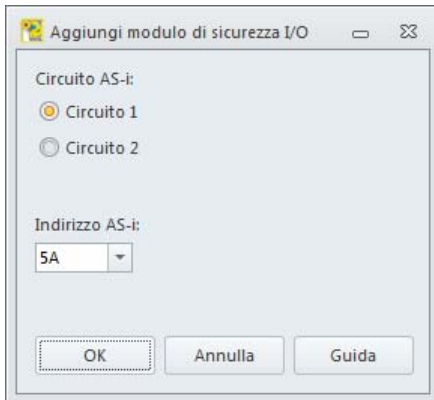 Aggiungi modulo di sicurezza I/O
Circuito AS-i:
Circuito 1
Circuito 2
Indirizzo AS-i:
5A
OK Annulla Guida